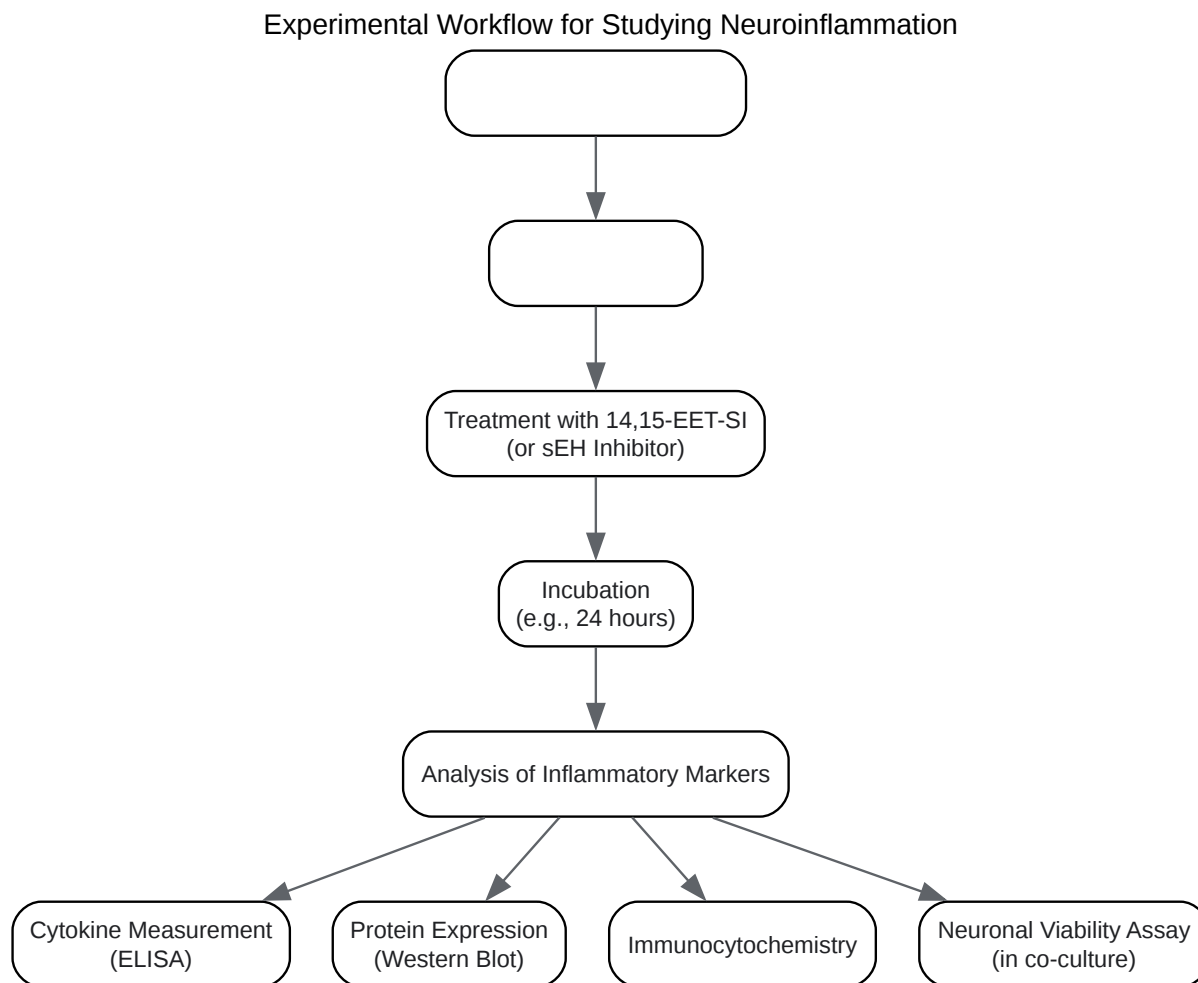 Experimental Workflow for Studying Neuroinflammation
Treatment with 14,15-EET-SI
(or sEH Inhibitor)
Incubation
(e.g., 24 hours)
Analysis of Inflammatory Markers
Cytokine Measurement
(ELISA)
Protein Expression
(Western Blot)
Immunocytochemistry
Neuronal Viability Assay
(in co-culture)